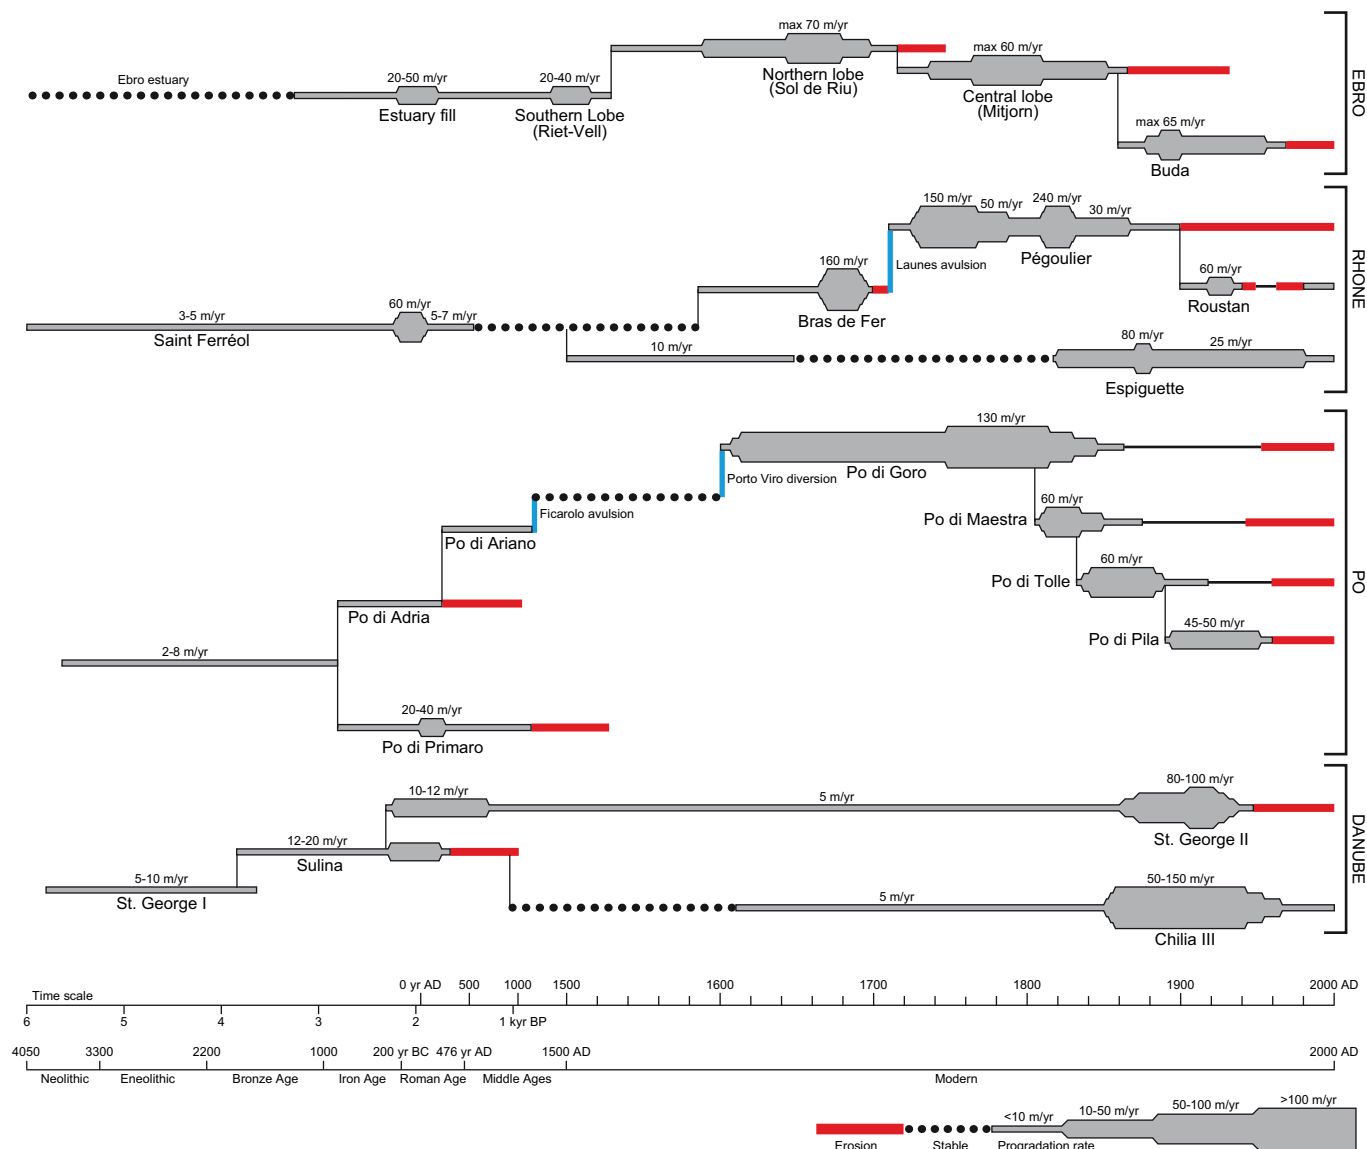 max 70 m/yr
max 60 m/yr
Ebro estuary
20-50 m/yr
20-40 m/yr
Northern lobe
(Sol de Riu)
Central lobe
(Mitjorn)
Estuary fill
Southern Lobe
(Riet-Vell)
max 65 m/yr
Buda
EBRO
150 m/yr
50 m/yr
240 m/yr
30 m/yr
160 m/yr
Launes avulsion
Pégoulier
60 m/yr
Roustan
Bras de Fer
3-5 m/yr
60 m/yr
5-7 m/yr
Saint Ferréol
10 m/yr
80 m/yr
25 m/yr
Espiguette
RHONE
130 m/yr
Po di Goro
Porto Viro diversion
Ficarolo avulsion
Po di Ariano
60 m/yr
Po di Maestra
60 m/yr
Po di Tolle
Po di Adria
45-50 m/yr
Po di Pila
2-8 m/yr
20-40 m/yr
Po di Primaro
PO
10-12 m/yr
5 m/yr
80-100 m/yr
St. George II
12-20 m/yr
Sulina
5-10 m/yr
St. George I
5 m/yr
50-150 m/yr
Chilia III
DANUBE
Time scale
0 yr AD 500 1000 1500 1600 1700 1800 1900 2000 AD
6 5 4 3 2 1 kyr BP
4050 3300 2200 1000 200 yr BC 476 yr AD 1500 AD 2000 AD
Neolithic Eneolithic Bronze Age Iron Age Roman Age Middle Ages Modern
<10 m/yr 10-50 m/yr 50-100 m/yr >100 m/yr
Erosion Stable Progradation rate